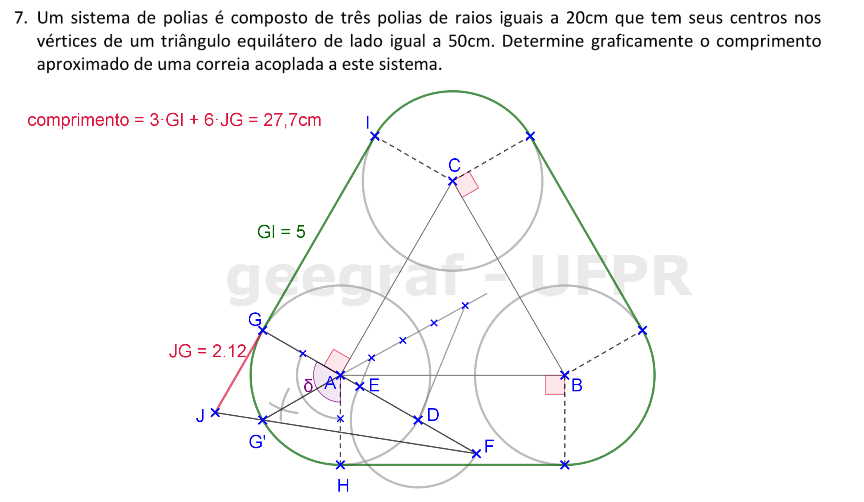 7. Um sistema de polias é composto de três polias de raios iguais a 20cm que tem seus centros nos
vértices de um triângulo equilátero de lado igual a 50cm. Determine graficamente o comprimento
aproximado de uma correia acoplada a este sistema.
comprimento = 3·GI + 6·JG = 27,7cm
I
C
GI = 5
geegraf - UFPR
G
JG = 2.12
δ
A
E
B
J
D
G'
F
H